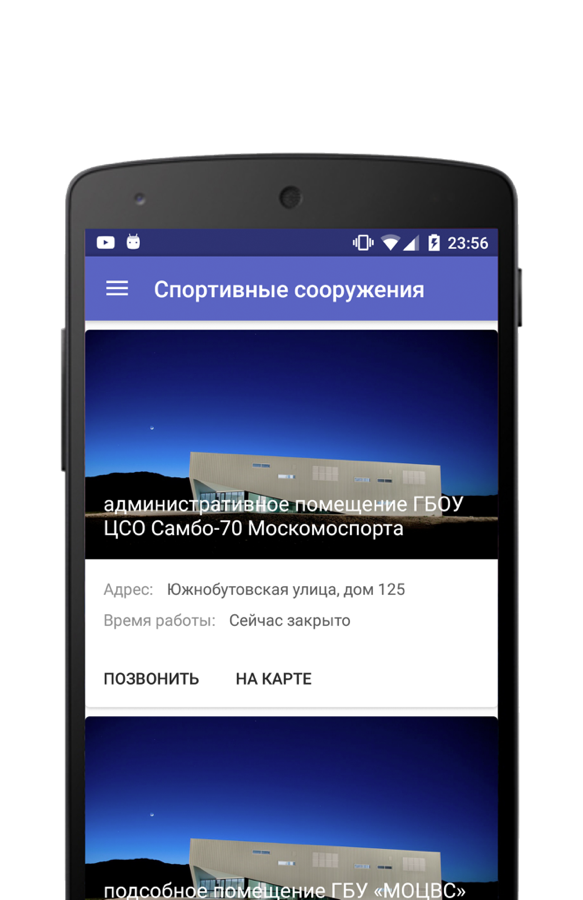 23:56
Спортивные сооружения
административное помещение ГБОУ
ЦСО Самбо-70 Москомспорта
Адрес: Южнобутовская улица, дом 125
Время работы: Сейчас закрыто
ПОЗВОНИТЬ НА КАРТЕ
подсобное помещение ГБУ «МОЦВС»